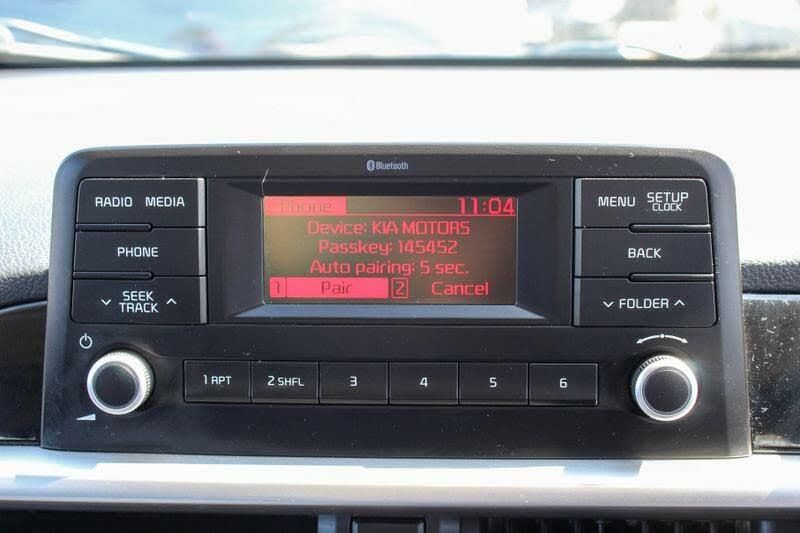 Bluetooth
RADIO MEDIA
PHONE
SEEK
TRACK
Phone 11:04
Device: KIA MOTORS
Passkey: 145452
Auto pairing: 5 sec.
1 Pair 2 Cancel
MENU SETUP
CLOCK
BACK
FOLDER
1 RPT 2 SHFL 3 4 5 6